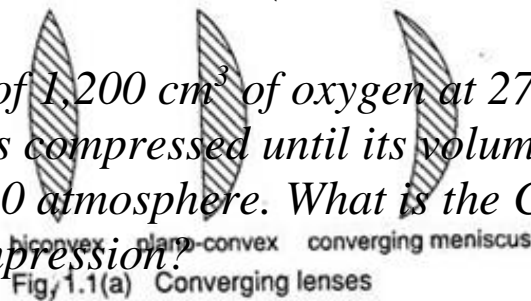 of 1,200 cm³ of oxygen at 27
s compressed until its volum
0 atmosphere. What is the C
biconvex plano-convex converging meniscus
mpression?
Fig, 1.1(a) Converging lenses